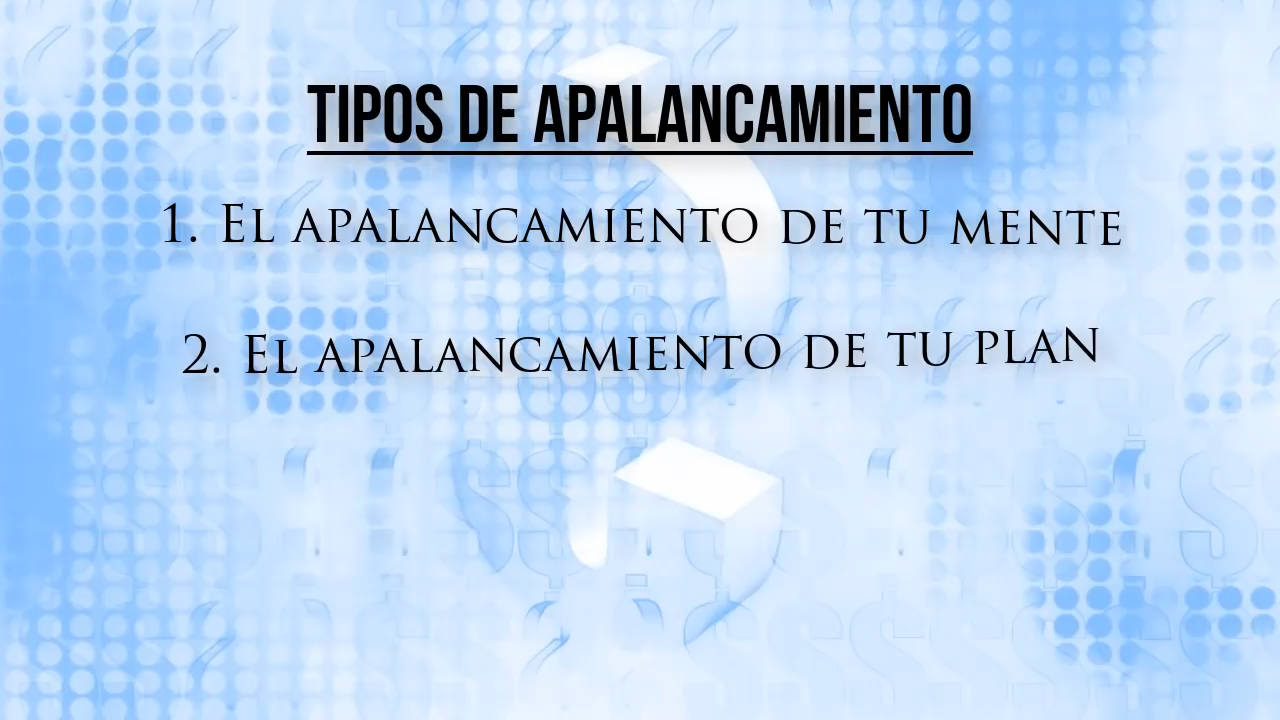 TIPOS DE APALANCAMIENTO
1. El apalancamiento de tu mente
2. El apalancamiento de tu plan